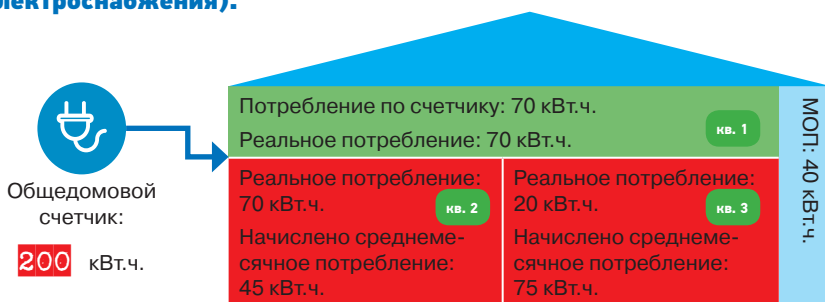 лектроснабжения).
Потребление по счетчику: 70 кВт.ч.
Реальное потребление: 70 кВт.ч.
кв. 1
МОП: 40 кВт.ч.
Общедомовой
счетчик:
200 кВт.ч.
Реальное потребление:
70 кВт.ч.
кв. 2
Начислено среднеме-
сячное потребление:
45 кВт.ч.
Реальное потребление:
20 кВт.ч.
кв. 3
Начислено среднеме-
сячное потребление:
75 кВт.ч.